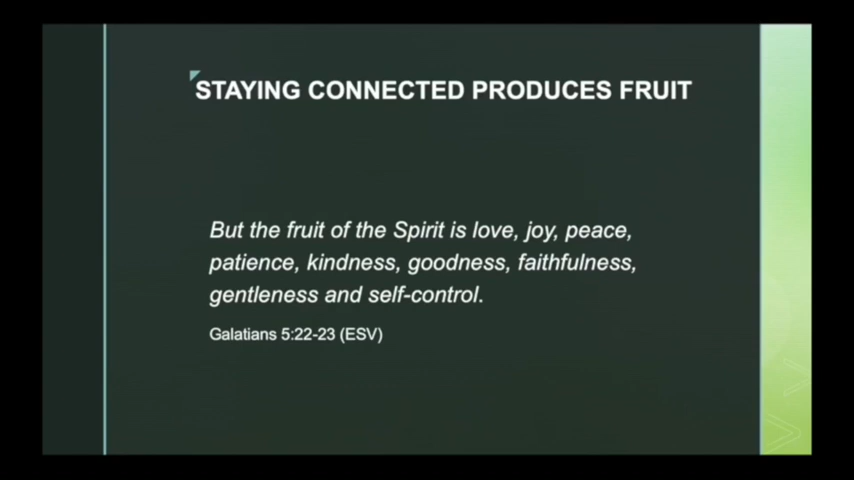 STAYING CONNECTED PRODUCES FRUIT
But the fruit of the Spirit is love, joy, peace,
patience, kindness, goodness, faithfulness,
gentleness and self-control.
Galatians 5:22-23 (ESV)